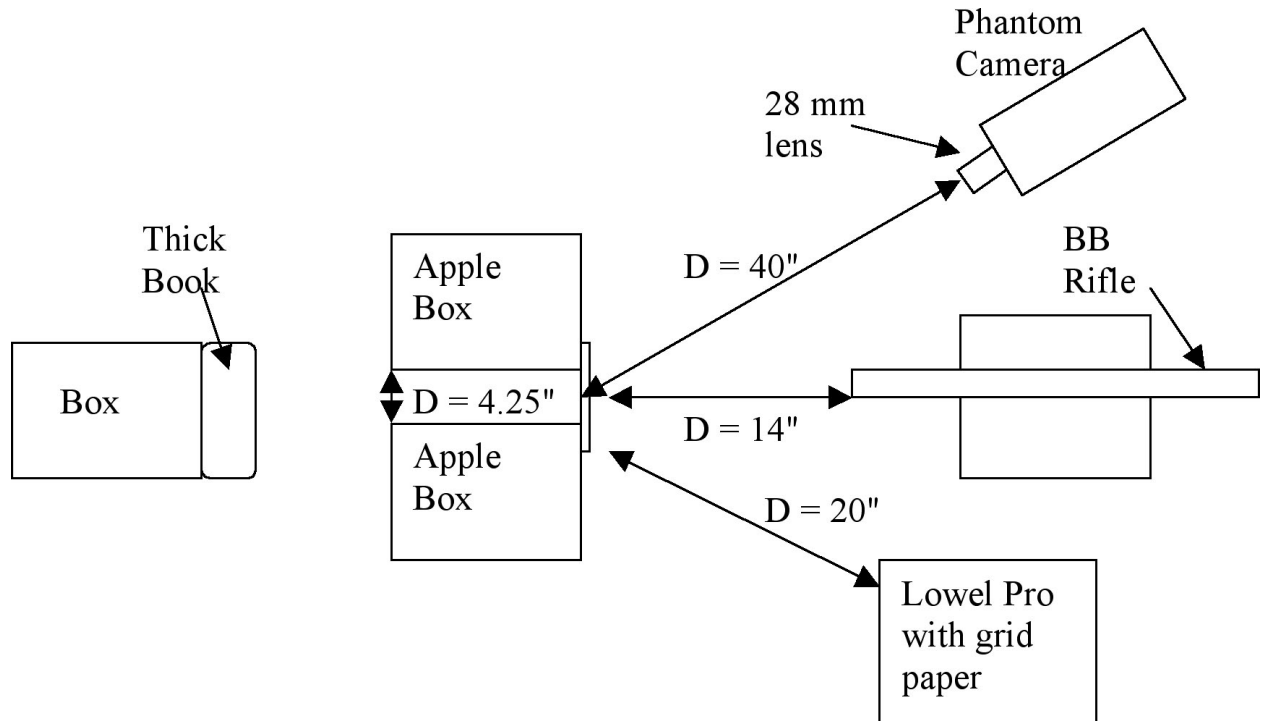 Phantom
Camera
28 mm
lens
Thick
Book
Apple
Box
D = 40"
BB
Rifle
Box
D = 4.25"
D = 14"
Apple
Box
D = 20"
Lowel Pro
with grid
paper